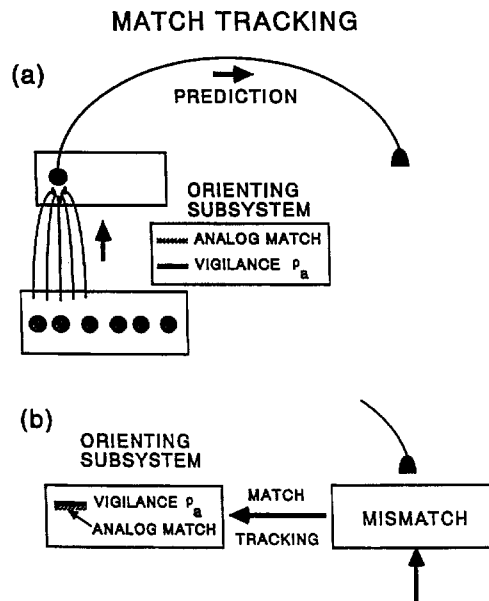 MATCH TRACKING
(a)
PREDICTION
ORIENTING
SUBSYSTEM
ANALOG MATCH
VIGILANCE ρa
(b)
ORIENTING
SUBSYSTEM
VIGILANCE ρa
ANALOG MATCH
MATCH
TRACKING
MISMATCH